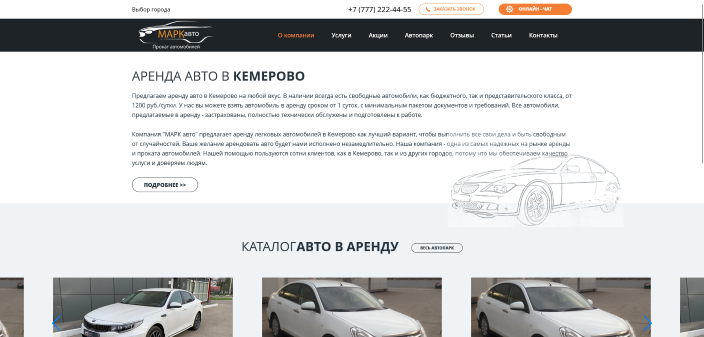 Выбор города
+7 (777) 222-44-55
ЗАКАЗАТЬ ЗВОНОК
ОНЛАЙН - ЧАТ
МАРКавто
Прокат автомобилей
О компании Услуги Акции Автопарк Отзывы Статьи Контакты
АРЕНДА АВТО В КЕМЕРОВО
Предлагаем аренду авто в Кемерово на любой вкус. В наличии всегда есть свободные автомобили, как бюджетного, так и представительского класса, от
1200 руб./сутки. У нас вы можете взять автомобиль в аренду сроком от 1 суток, с минимальным пакетом документов и требований. Все автомобили,
предлагаемые в аренду - застрахованы, полностью технически обслужены и подготовлены к работе.
Компания "МАРК авто" предлагает аренду легковых автомобилей в Кемерово как лучший вариант, чтобы выполнить все свои дела и быть свободным
от случайностей. Ваше желание арендовать авто будет нами исполнено незамедлительно. Наша компания - одна из самых надежных на рынке аренды
и проката автомобилей. Нашей помощью пользуются сотни клиентов, как в Кемерово, так и из других городов, потому что мы обеспечиваем качество
услуги и доверяем людям.
ПОДРОБНЕЕ >>
КАТАЛОГАВТО В АРЕНДУ
ВЕСЬ АВТОПАРК